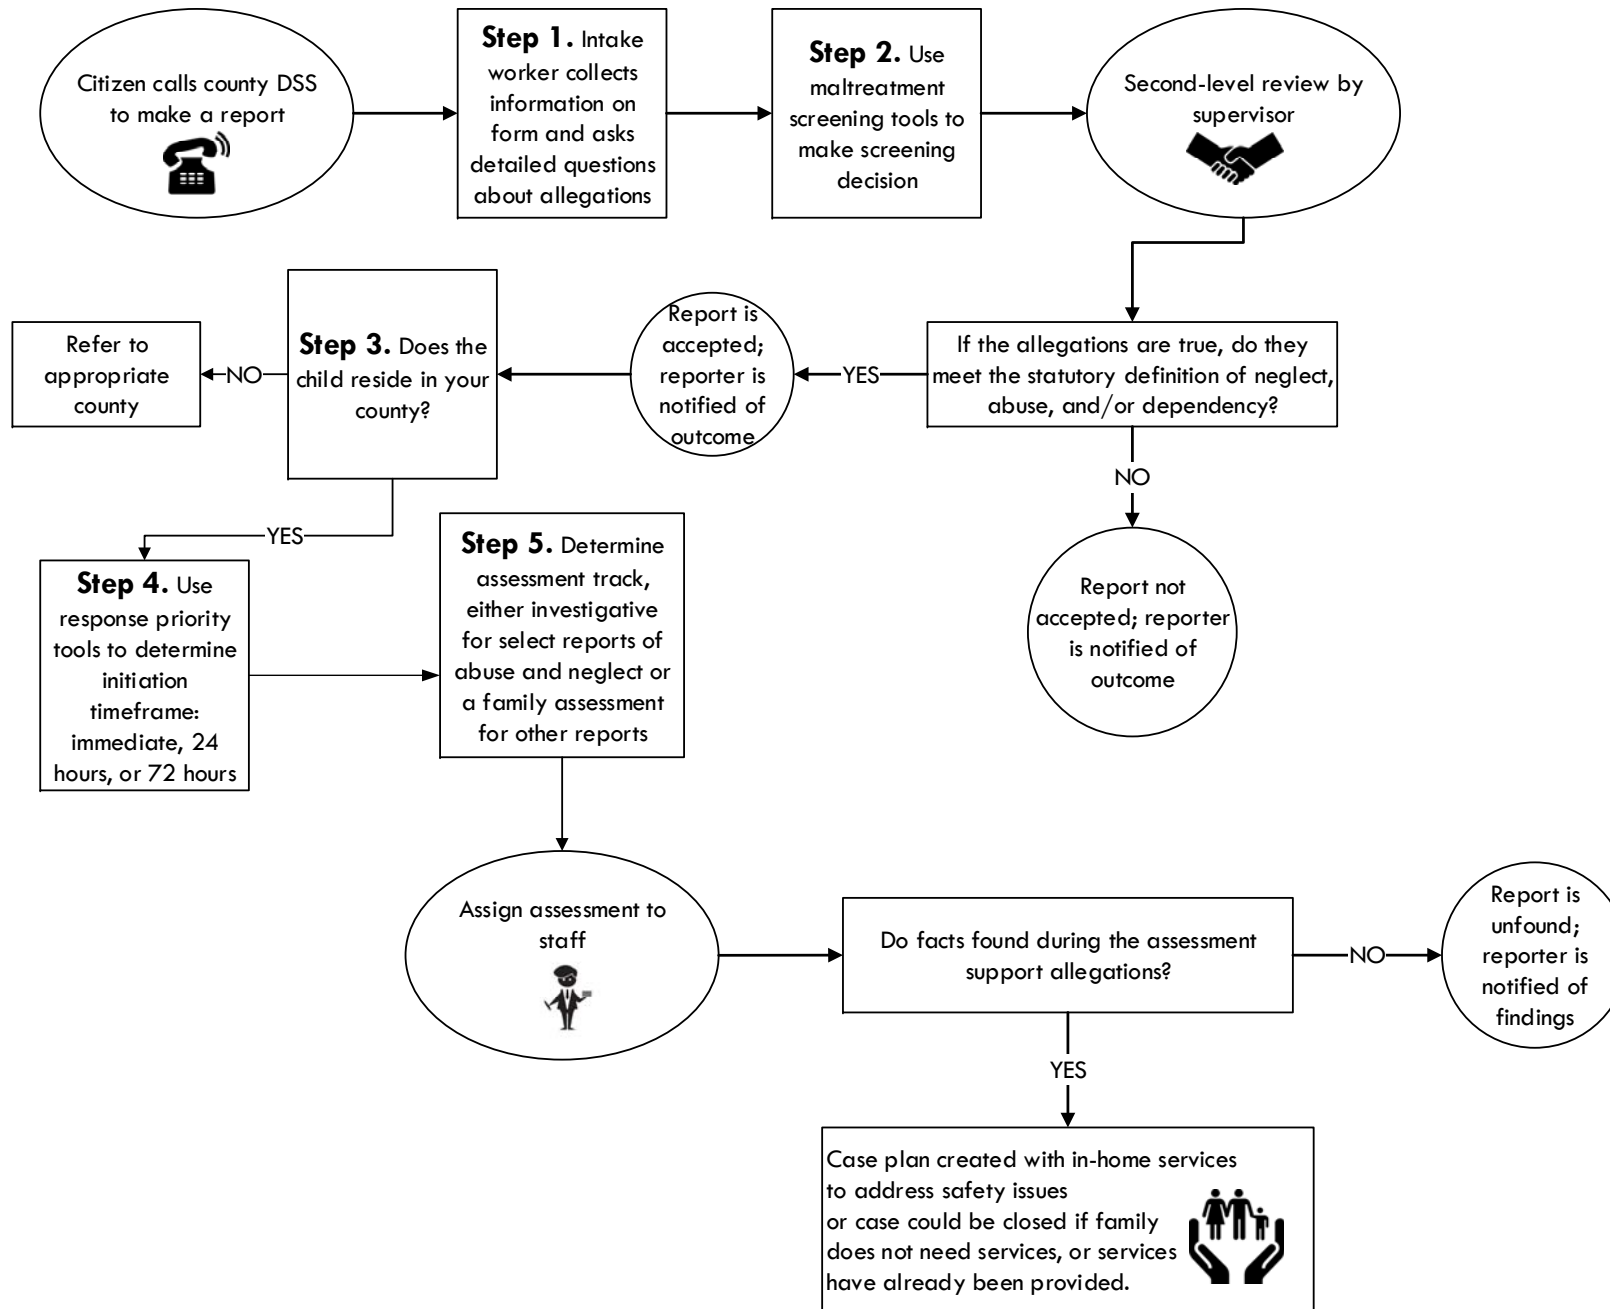 Citizen calls county DSS
to make a report
Step 1. Intake
worker collects
information on
form and asks
detailed questions
about allegations
Step 2. Use
maltreatment
screening tools to
make screening
decision
Second-level review by
supervisor
If the allegations are true, do they
meet the statutory definition of neglect,
abuse, and/or dependency?
YES
NO
Report is
accepted;
reporter is
notified of
outcome
Step 3. Does the
child reside in your
county?
NO
Refer to
appropriate
county
YES
Report not
accepted; reporter
is notified of
outcome
Step 4. Use
response priority
tools to determine
initiation
timeframe:
immediate, 24
hours, or 72 hours
Step 5. Determine
assessment track,
either investigative
for select reports of
abuse and neglect or
a family assessment
for other reports
Assign assessment to
staff
Do facts found during the assessment
support allegations?
NO
Report is
unfound;
reporter is
notified of
findings
YES
Case plan created with in-home services
to address safety issues
or case could be closed if family
does not need services, or services
have already been provided.